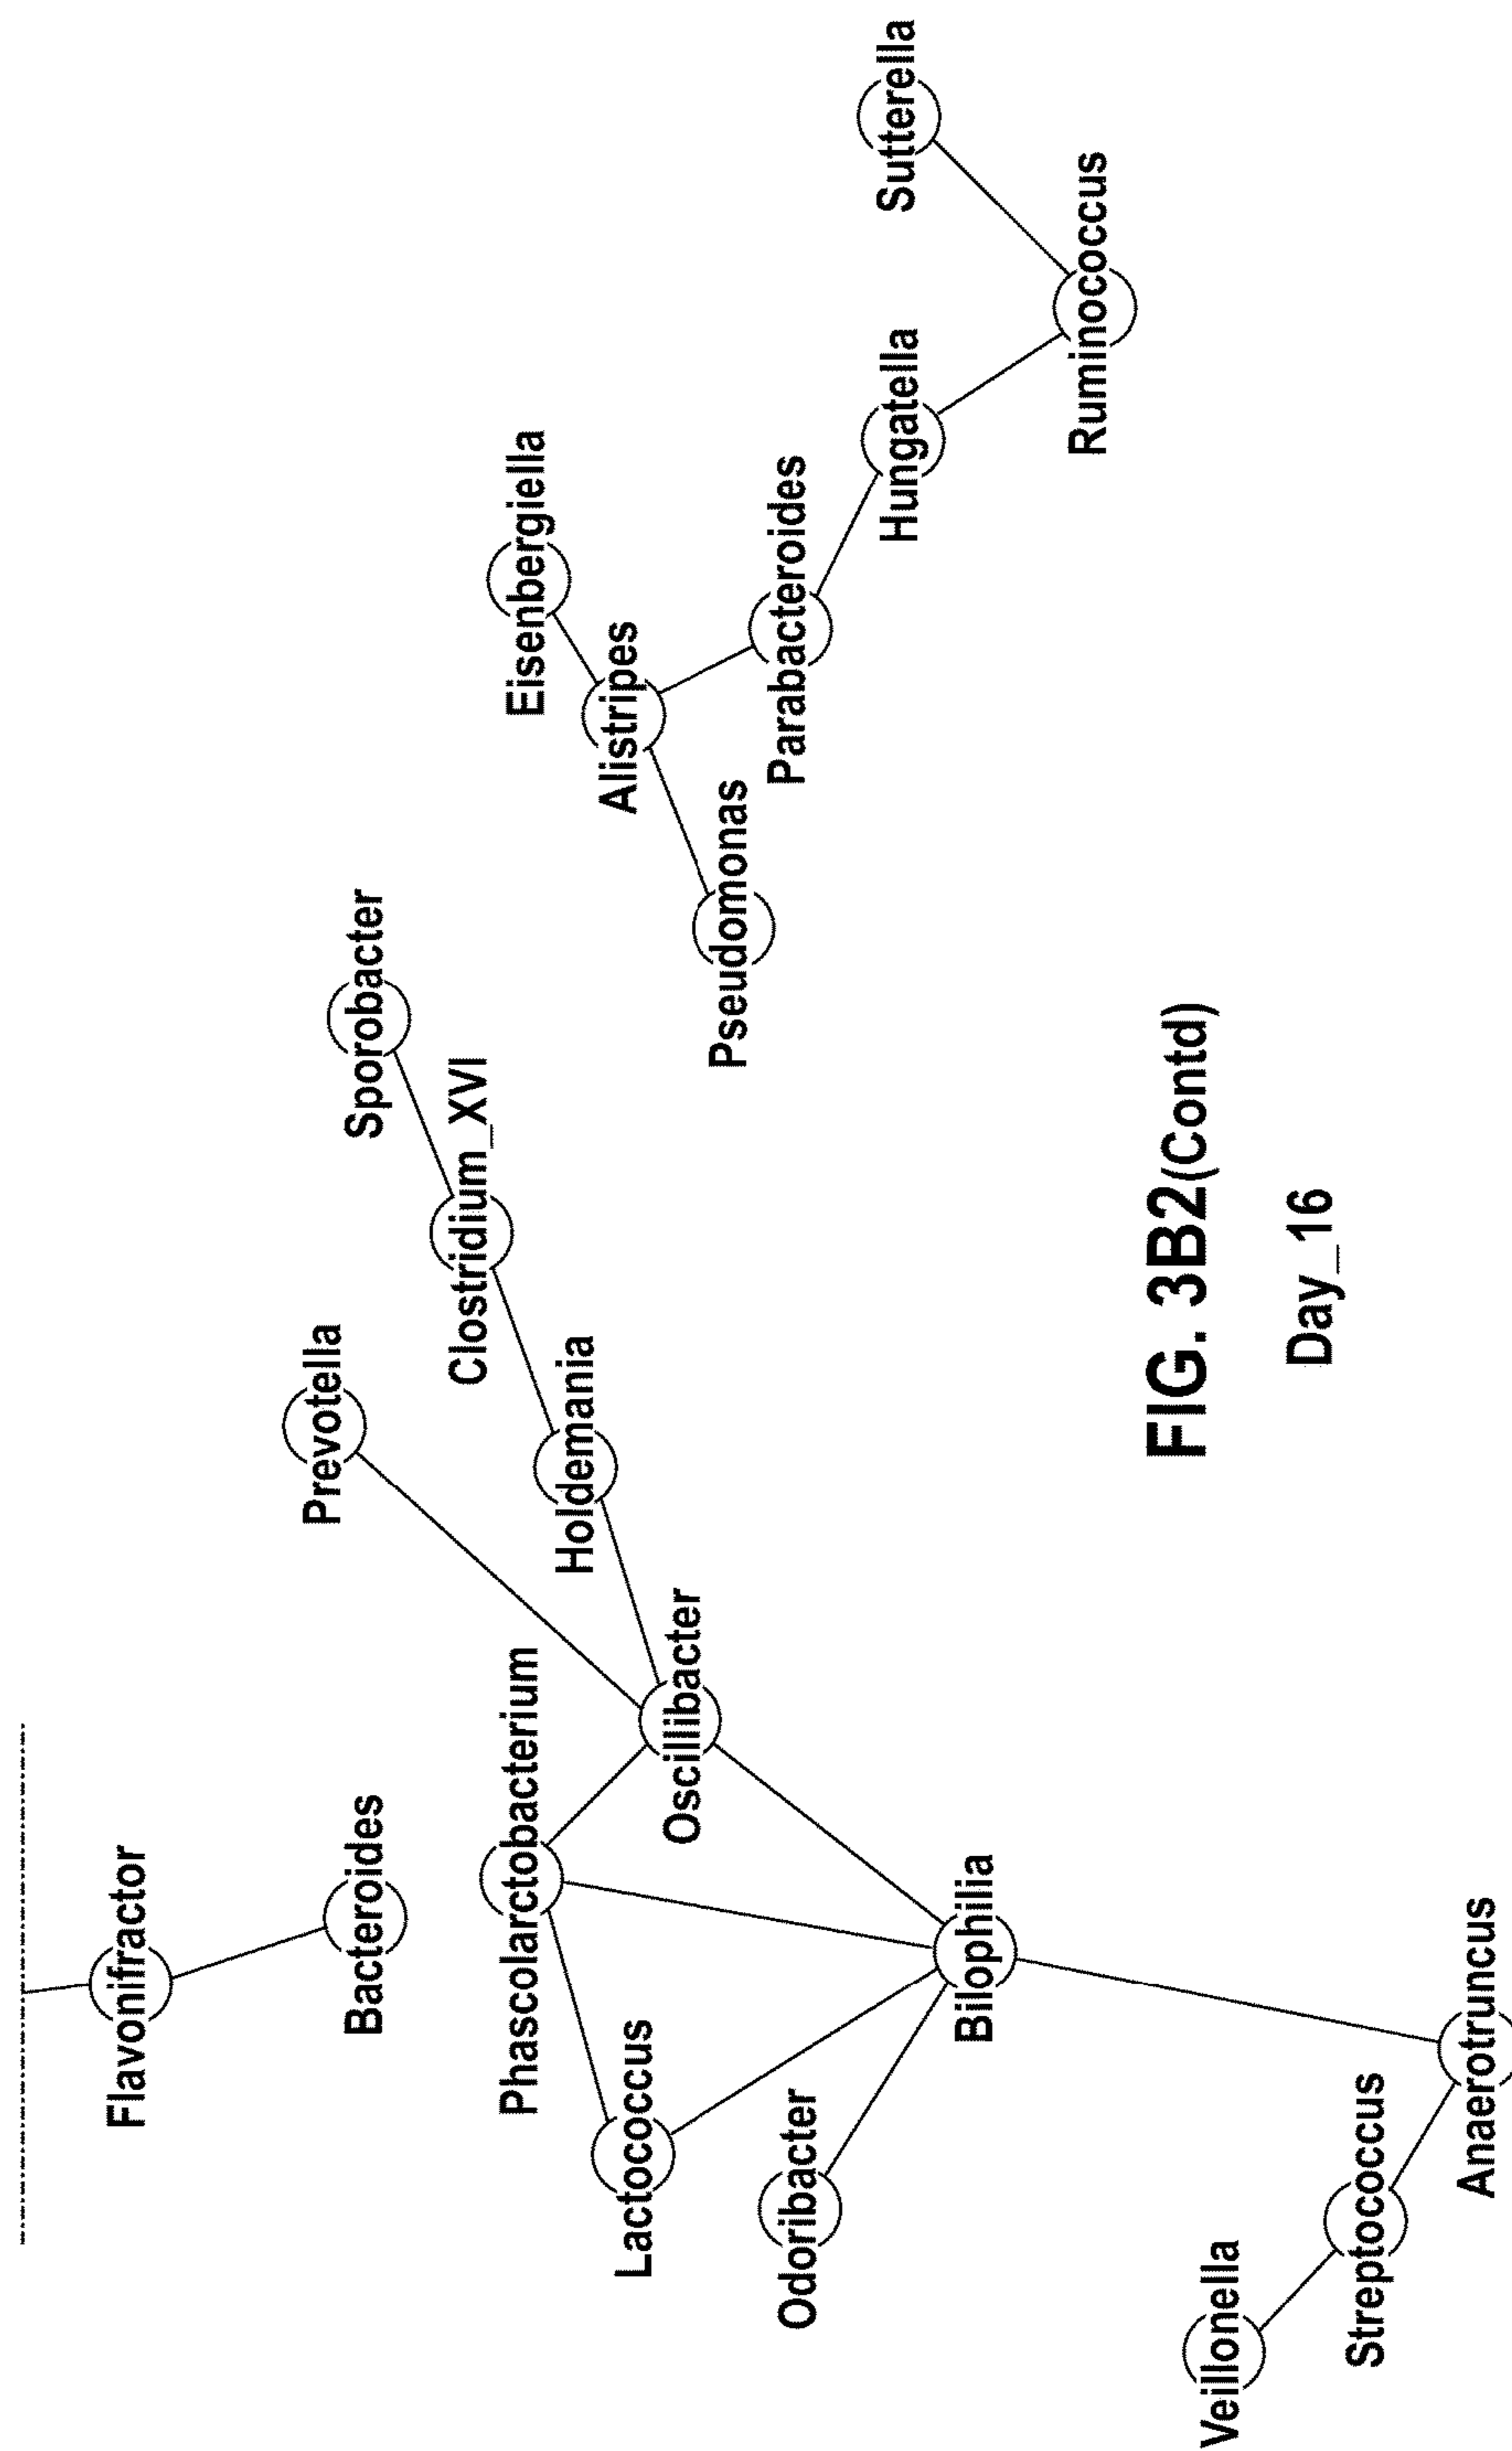 Flavonifractor
Bacteroides
Prevotella
Sporobacter
Clostridium_XVI
Phascolarctobacterium
Holdemania
Eisenbergiella
Alistripes
Lactococcus
Oscillibacter
Pseudomonas
Parabacteroides
Odoribacter
Hungatella
Sutterella
Bilophilia
Ruminococcus
Veillonella
Streptococcus
Anaerotruncus
FIG. 3B2(Contd)
Day_16